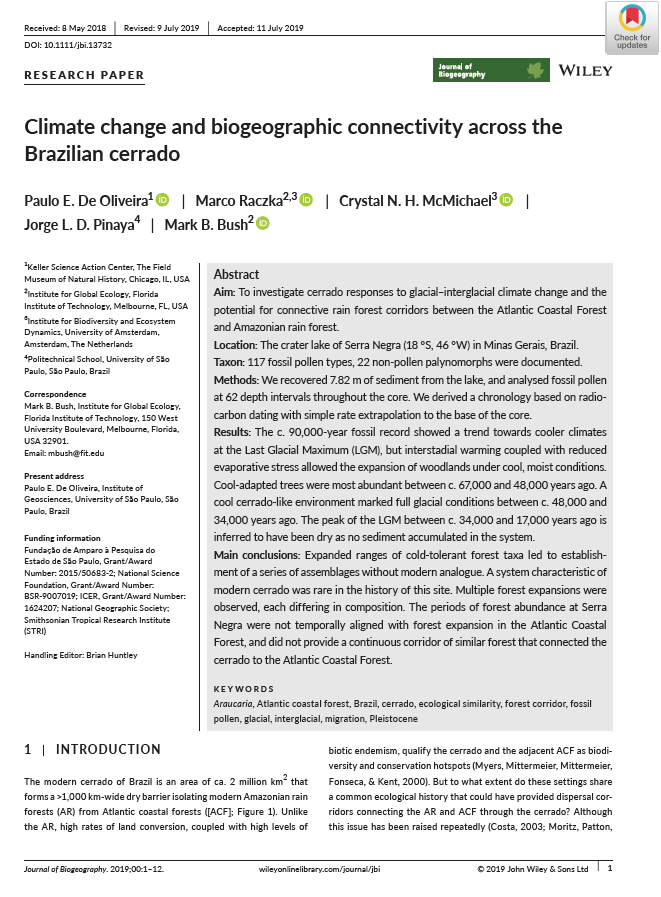 Received: 8 May 2018 | Revised: 9 July 2019 | Accepted: 11 July 2019
DOI: 10.1111/jbi.13732
Check for
updates
RESEARCH PAPER
Journal of
Biogeography
WILEY
Climate change and biogeographic connectivity across the
Brazilian cerrado
Paulo E. De Oliveira1 iD | Marco Raczka2,3 iD | Crystal N. H. McMichael3 iD |
Jorge L. D. Pinaya4 | Mark B. Bush2 iD
1Keller Science Action Center, The Field
Museum of Natural History, Chicago, IL, USA
2Institute for Global Ecology, Florida
Institute of Technology, Melbourne, FL, USA
Institute for Biodiversity and Ecosystem
Dynamics, University of Amsterdam,
Amsterdam, The Netherlands
4Polytechnical School, University of São
Paulo, São Paulo, Brazil
Correspondence
Mark B. Bush, Institute for Global Ecology,
Florida Institute of Technology, 150 West
University Boulevard, Melbourne, Florida,
USA 32901.
Email: mbush@fit.edu
Present address
Paulo E. De Oliveira, Institute of
Geosciences, University of São Paulo, São
Paulo, Brazil
Funding information
Fundação de Amparo à Pesquisa do
Estado de São Paulo, Grant/Award
Number: 2015/50683-2; National Science
Foundation, Grant/Award Number:
BSR-9007019; ICER, Grant/Award Number:
1624207; National Geographic Society;
Smithsonian Tropical Research Institute
(STRI)
Handling Editor: Brian Huntley
Abstract
Aim: To investigate cerrado responses to glacial–interglacial climate change and the
potential for connective rain forest corridors between the Atlantic Coastal Forest
and Amazonian rain forest.
Location: The crater lake of Serra Negra (18 °S, 46 °W) in Minas Gerais, Brazil.
Taxon: 117 fossil pollen types, 22 non-pollen palynomorphs were documented.
Methods: We recovered 7.82 m of sediment from the lake, and analysed fossil pollen
at 62 depth intervals throughout the core. We derived a chronology based on radio-
carbon dating with simple rate extrapolation to the base of the core.
Results: The c. 90,000-year fossil record showed a trend towards cooler climates
at the Last Glacial Maximum (LGM), but interstadial warming coupled with reduced
evaporative stress allowed the expansion of woodlands under cool, moist conditions.
Cool-adapted trees were most abundant between c. 67,000 and 48,000 years ago. A
cool cerrado-like environment marked full glacial conditions between c. 48,000 and
34,000 years ago. The peak of the LGM between c. 34,000 and 17,000 years ago is
inferred to have been dry as no sediment accumulated in the system.
Main conclusions: Expanded ranges of cold-tolerant forest taxa led to establish-
ment of a series of assemblages without modern analogue. A system characteristic of
modern cerrado was rare in the history of this site. Multiple forest expansions were
observed, each differing in composition. The periods of forest abundance at Serra
Negra were not temporally aligned with forest expansion in the Atlantic Coastal
Forest, and did not provide a continuous corridor of similar forest that connected the
cerrado to the Atlantic Coastal Forest.
KEYWORDS
Araucaria, Atlantic coastal forest, Brazil, cerrado, ecological similarity, forest corridor, fossil
pollen, glacial, interglacial, migration, Pleistocene
1 | INTRODUCTION
The modern cerrado of Brazil is an area of ca. 2 million km2 that
forms a >1,000 km-wide dry barrier isolating modern Amazonian rain
forests (AR) from Atlantic coastal forests ([ACF]; Figure 1). Unlike
the AR, high rates of land conversion, coupled with high levels of
biotic endemism, qualify the cerrado and the adjacent ACF as biodi-
versity and conservation hotspots (Myers, Mittermeier, Mittermeier,
Fonseca, & Kent, 2000). But to what extent do these settings share
a common ecological history that could have provided dispersal cor-
ridors connecting the AR and ACF through the cerrado? Although
this issue has been raised repeatedly (Costa, 2003; Moritz, Patton,
Journal of Biogeography. 2019;00:1–12.
wileyonlinelibrary.com/journal/jbi
© 2019 John Wiley & Sons Ltd | 1